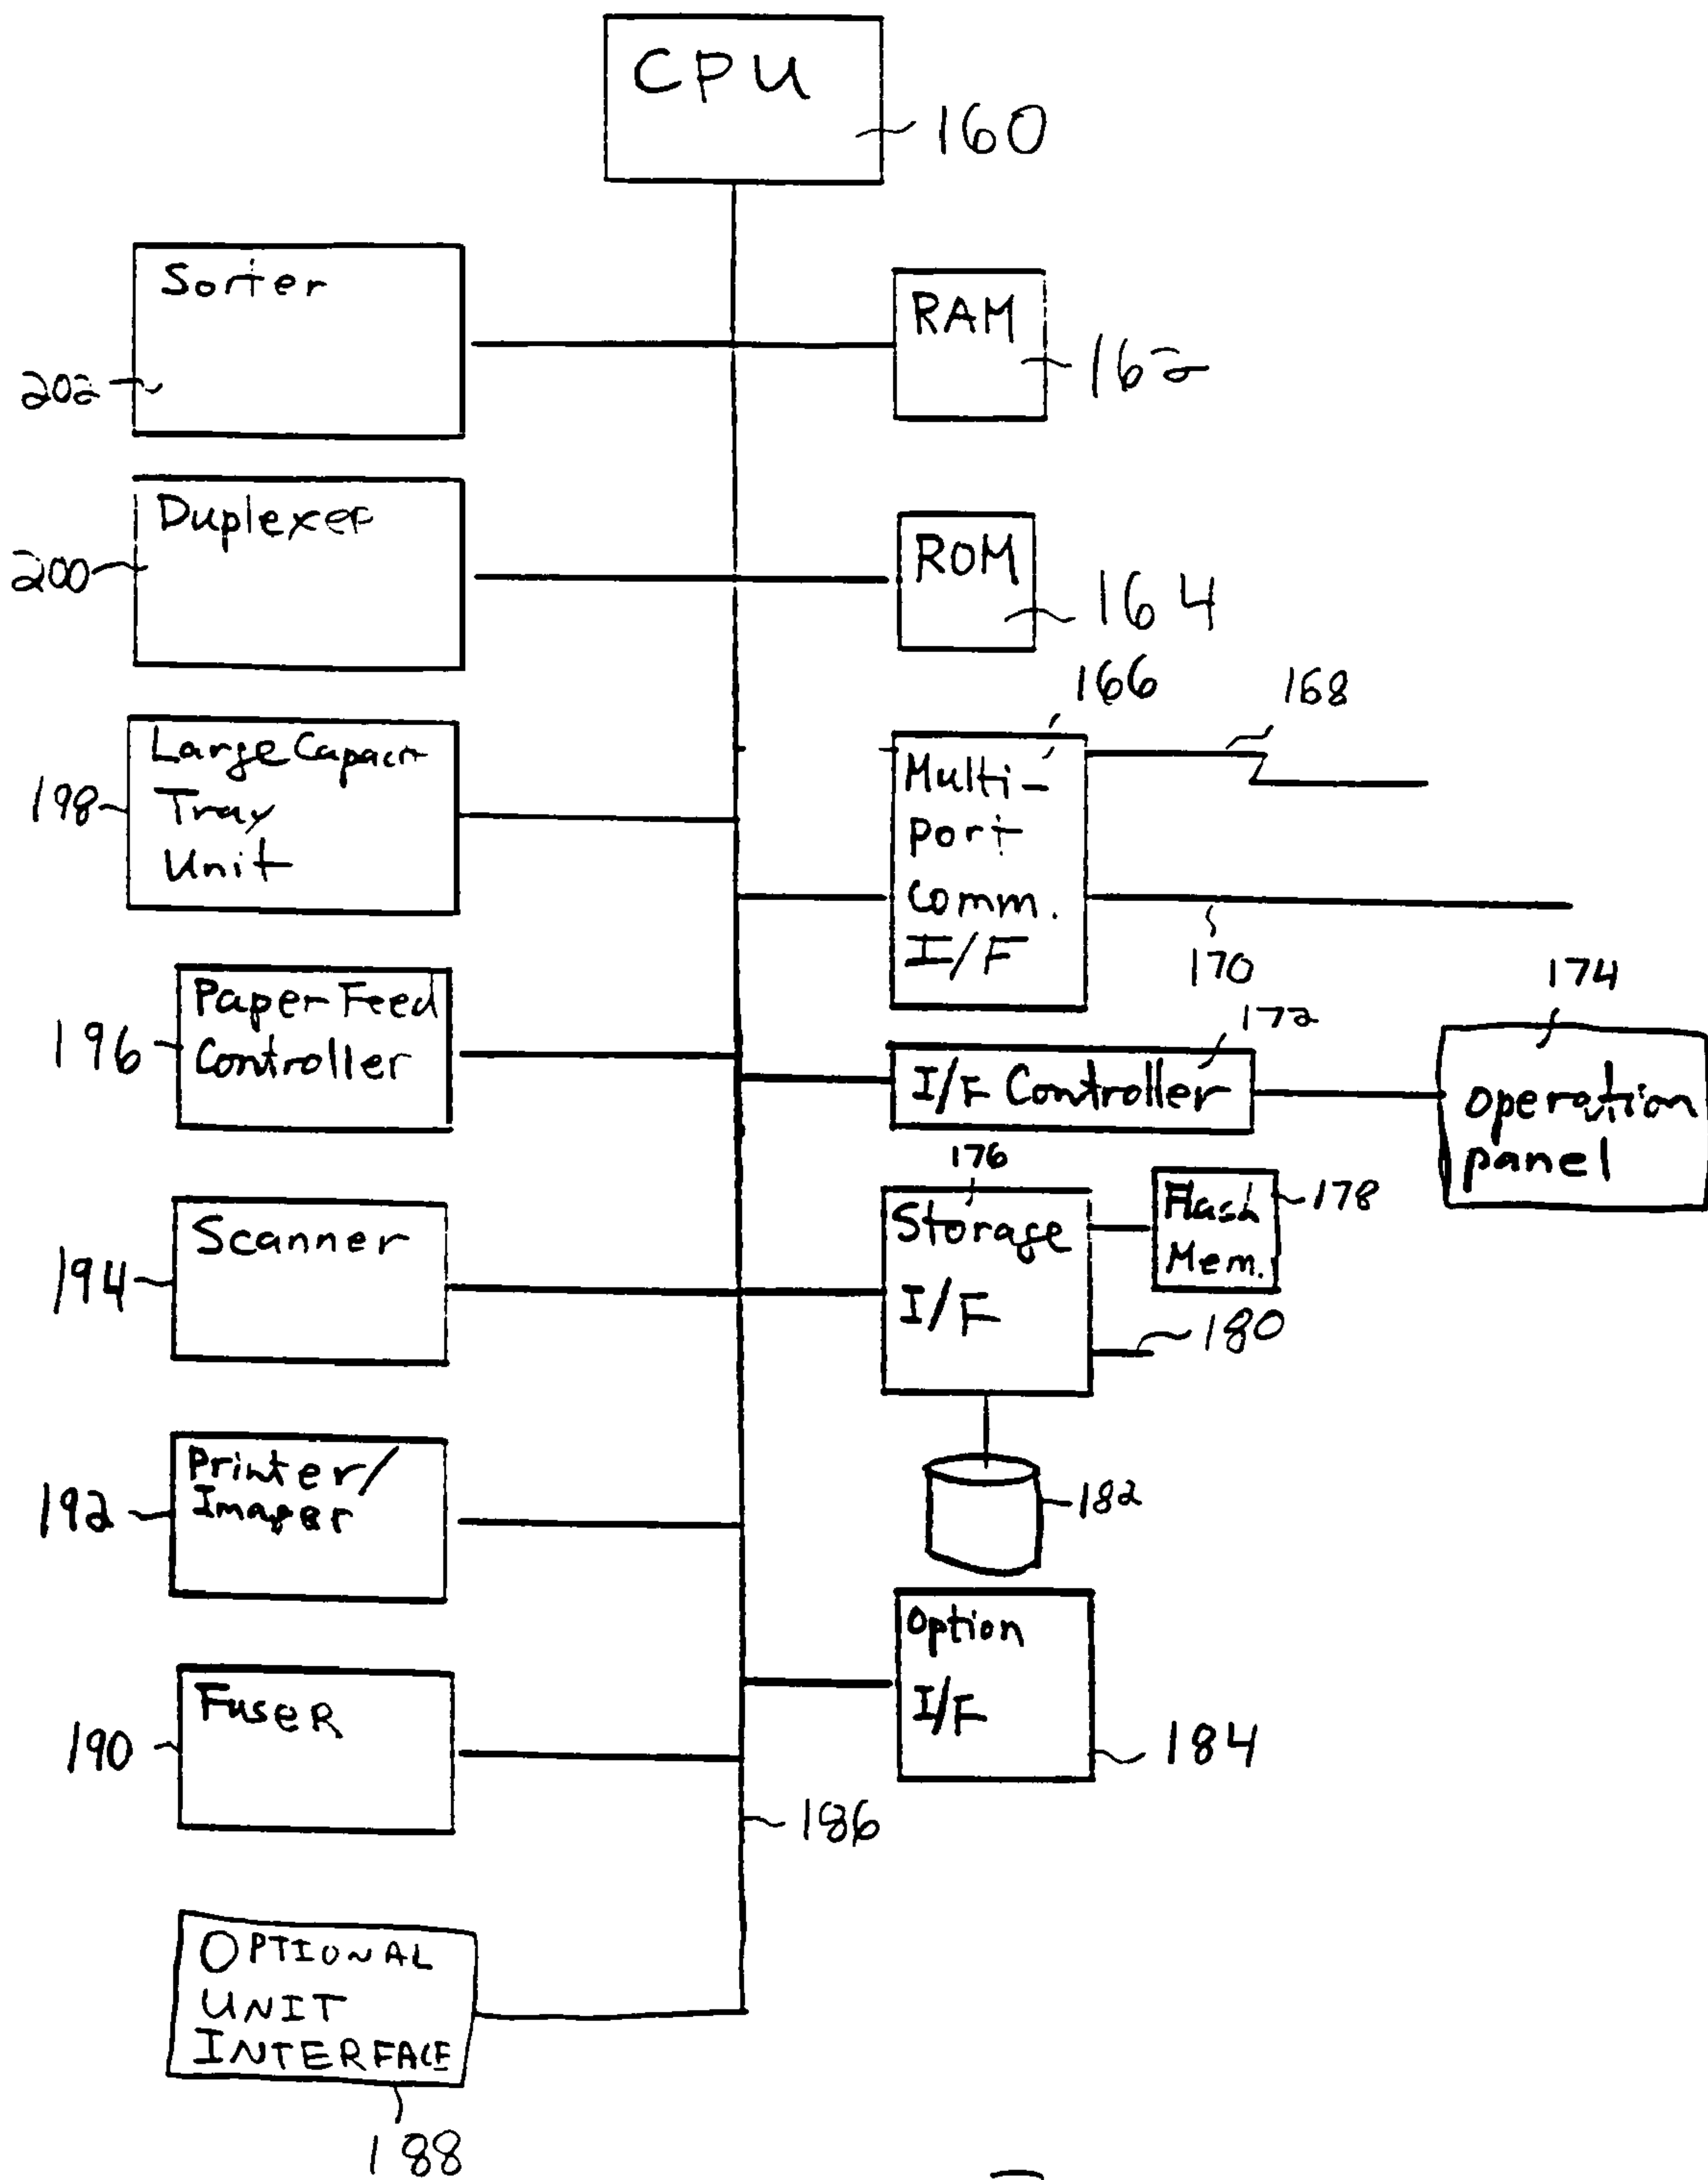 CPU
160
Sorter
202
RAM
162
Duplexer
200
ROM
164
166
168
Large Capacit
Tray
Unit
198
Multi-
Port
Comm.
I/F
170
174
Paper Feed
Controller
196
172
I/F Controller
Operation
panel
176
Scanner
194
Storage
I/F
Flash
Mem.
178
180
Printer/
Imager
192
182
Option
I/F
184
Fuser
190
186
OPTIONAL
UNIT
INTERFACE
188